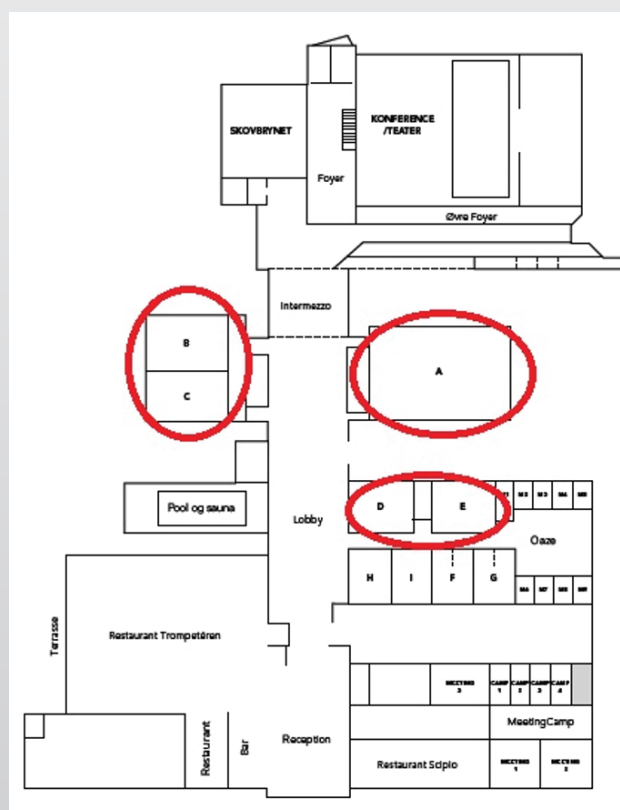 SKOVBRYNET
KONFERENCE
/TEATER
Foyer
Øvre Foyer
Intermezzo
B
A
C
D
E
M2
M3
M4
M5
Pool og sauna
Lobby
Oaze
H
I
F
G
M6
M7
M8
M9
Terrasse
Restaurant Trompetéren
MEETING
3
CAMP
1
CAMP
2
CAMP
3
CAMP
4
MeetingCamp
Restaurant
Bar
Reception
Restaurant Scipio
MEETING
1
MEETING
2